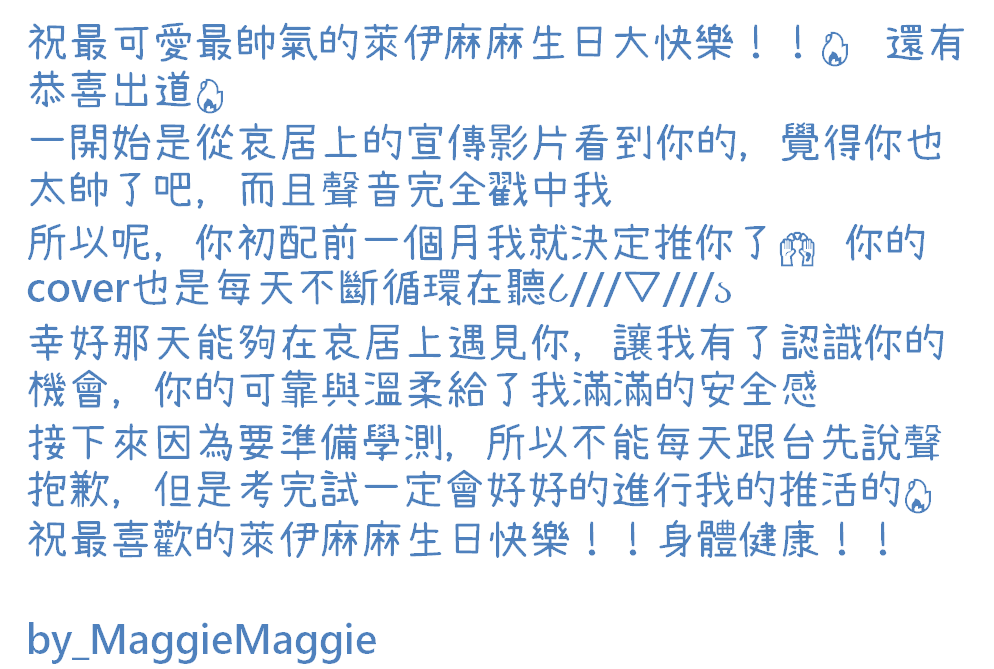 祝最可愛最帥氣的萊伊麻麻生日大快樂！！🔥 還有
恭喜出道🔥
一開始是從哀居上的宣傳影片看到你的，覺得你也
太帥了吧，而且聲音完全戳中我
所以呢，你初配前一個月我就決定推你了🙌 你的
cover也是每天不斷循環在聽૮///▽///ა
幸好那天能夠在哀居上遇見你，讓我有了認識你的
機會，你的可靠與溫柔給了我滿滿的安全感
接下來因為要準備學測，所以不能每天跟台先說聲
抱歉，但是考完試一定會好好的進行我的推活的🔥
祝最喜歡的萊伊麻麻生日快樂！！身體健康！！
by_MaggieMaggie